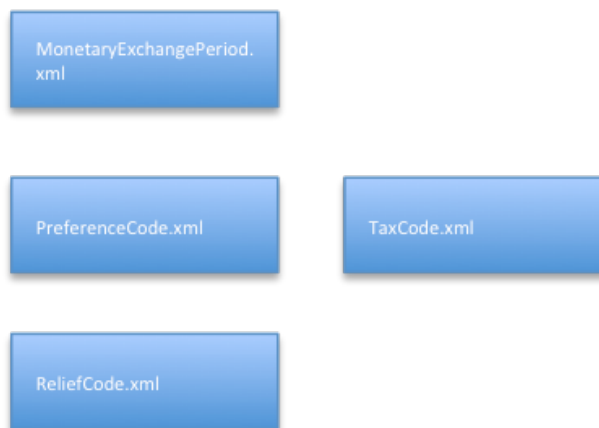 MonetaryExchangePeriod.
xml
PreferenceCode.xml
TaxCode.xml
ReliefCode.xml